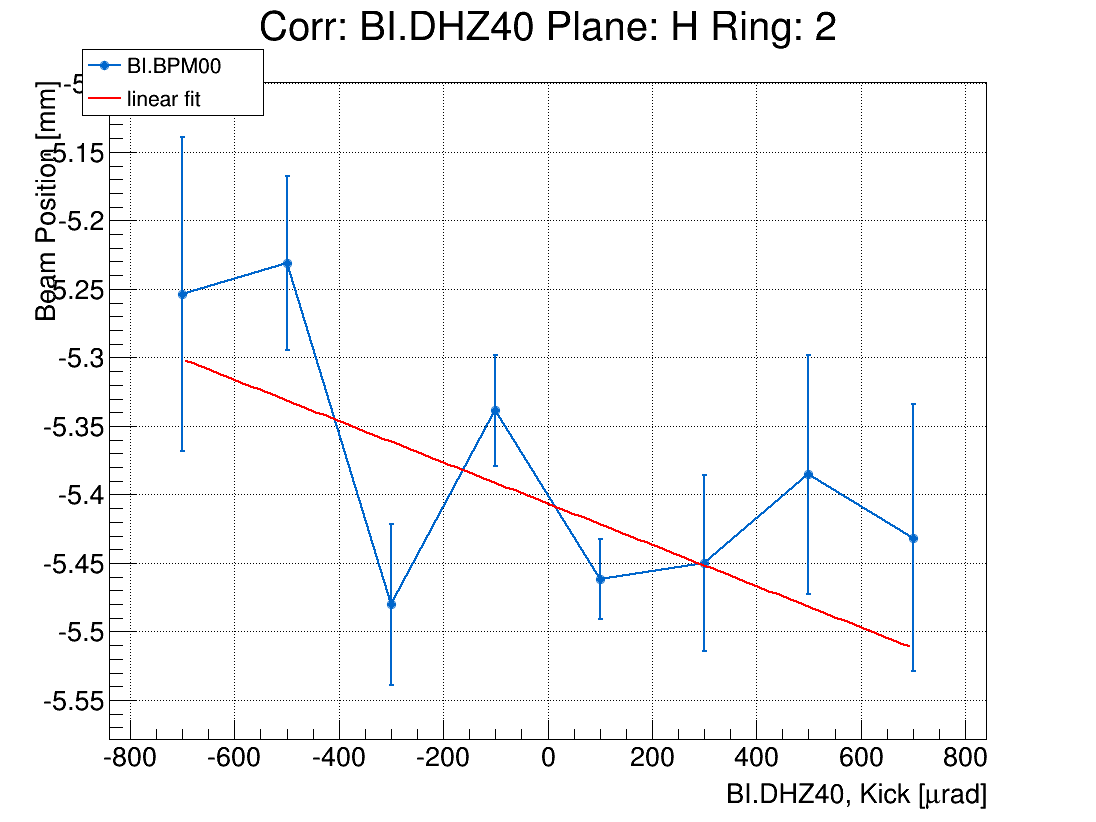 Corr: BI.DHZ40 Plane: H Ring: 2
BI.BPM00
linear fit
Beam Position [mm]
-5.15
-5.2
-5.25
-5.3
-5.35
-5.4
-5.45
-5.5
-5.55
-800 -600 -400 -200 0 200 400 600 800
BI.DHZ40, Kick [μrad]